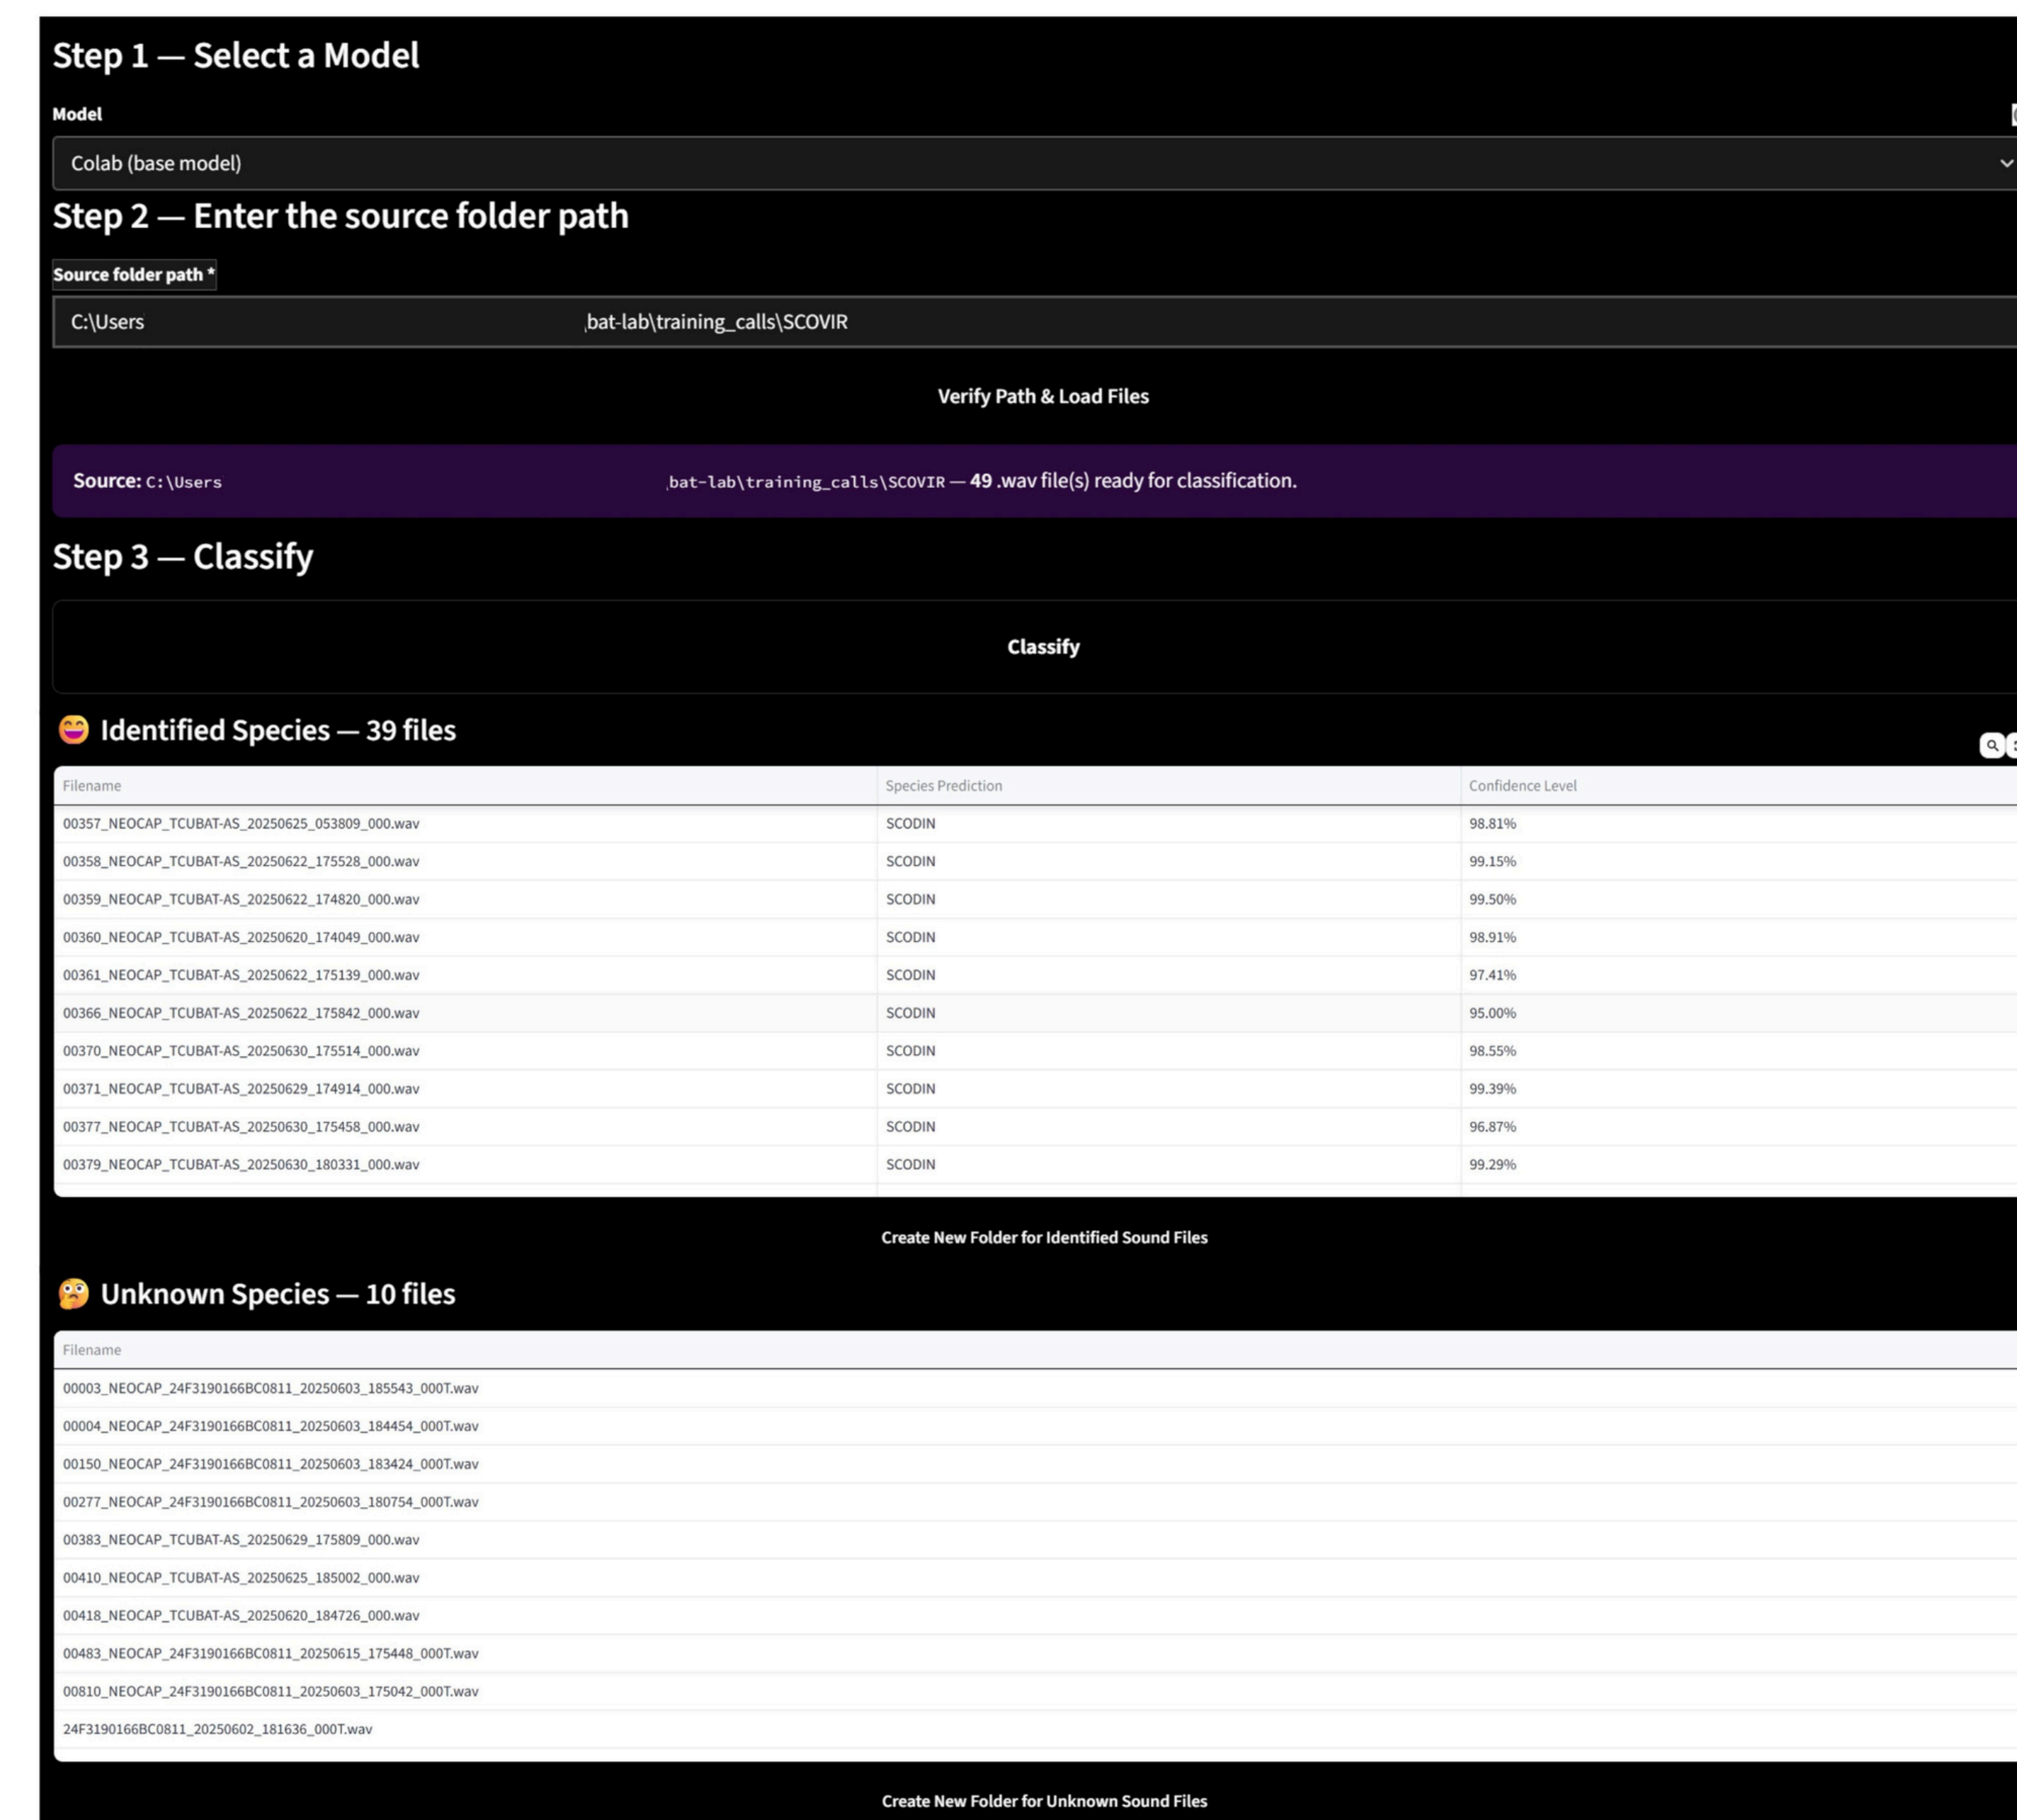 Step 1 — Select a Model
Model
Colab (base model)
Step 2 — Enter the source folder path
Source folder path *
C:\Users bat-lab\training_calls\SCOVIR
Verify Path & Load Files
Source: C:\Users bat-lab\training_calls\SCOVIR — 49 .wav file(s) ready for classification.
Step 3 — Classify
Classify
😄 Identified Species — 39 files
Filename Species Prediction Confidence Level
00357_NEOCAP_TCUBAT-AS_20250625_053809_000.wav SCODIN 98.81%
00358_NEOCAP_TCUBAT-AS_20250622_175528_000.wav SCODIN 99.15%
00359_NEOCAP_TCUBAT-AS_20250622_174820_000.wav SCODIN 99.50%
00360_NEOCAP_TCUBAT-AS_20250620_174049_000.wav SCODIN 98.91%
00361_NEOCAP_TCUBAT-AS_20250622_175139_000.wav SCODIN 97.41%
00366_NEOCAP_TCUBAT-AS_20250622_175842_000.wav SCODIN 95.00%
00370_NEOCAP_TCUBAT-AS_20250630_175514_000.wav SCODIN 98.55%
00371_NEOCAP_TCUBAT-AS_20250629_174914_000.wav SCODIN 99.39%
00377_NEOCAP_TCUBAT-AS_20250630_175458_000.wav SCODIN 96.87%
00379_NEOCAP_TCUBAT-AS_20250630_180331_000.wav SCODIN 99.29%
Create New Folder for Identified Sound Files
🤔 Unknown Species — 10 files
Filename
00003_NEOCAP_24F3190166BC0811_20250603_185543_000T.wav
00004_NEOCAP_24F3190166BC0811_20250603_184454_000T.wav
00150_NEOCAP_24F3190166BC0811_20250603_183424_000T.wav
00277_NEOCAP_24F3190166BC0811_20250603_180754_000T.wav
00383_NEOCAP_TCUBAT-AS_20250629_175809_000.wav
00410_NEOCAP_TCUBAT-AS_20250625_185002_000.wav
00418_NEOCAP_TCUBAT-AS_20250620_184726_000.wav
00483_NEOCAP_24F3190166BC0811_20250615_175448_000T.wav
00810_NEOCAP_24F3190166BC0811_20250603_175042_000T.wav
24F3190166BC0811_20250602_181636_000T.wav
Create New Folder for Unknown Sound Files